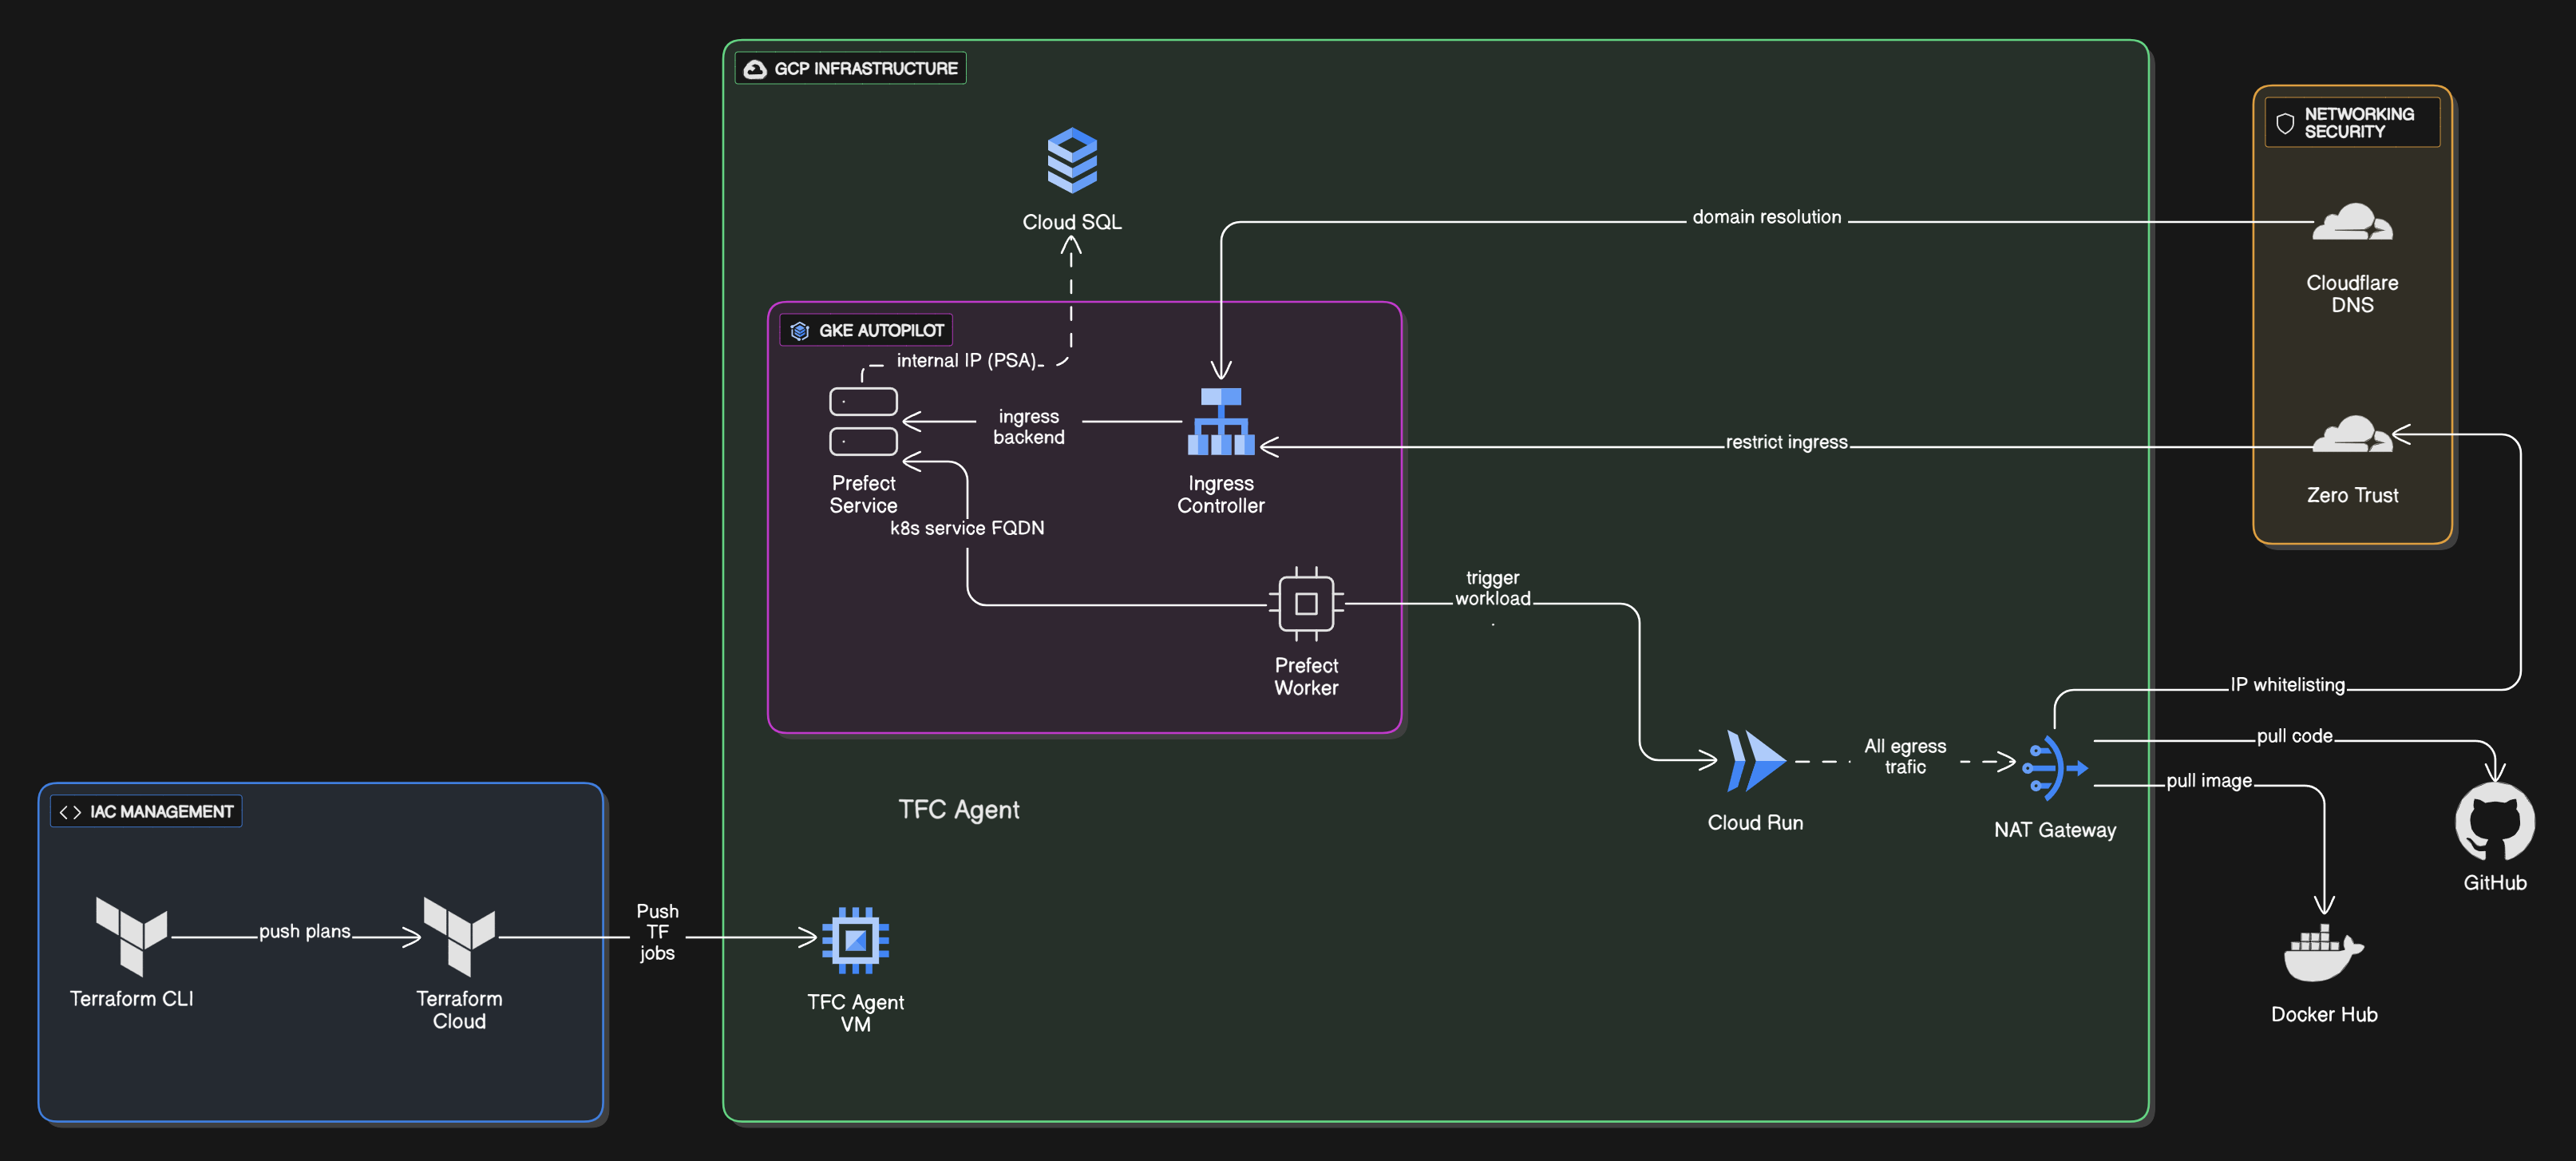 GCP INFRASTRUCTURE
NETWORKING
SECURITY
Cloud SQL
domain resolution
Cloudflare
DNS
GKE AUTOPILOT
internal IP (PSA)
ingress
backend
restrict ingress
Prefect
Service
Ingress
Controller
Zero Trust
k8s service FQDN
trigger
workload
Prefect
Worker
IP whitelisting
pull code
All egress
trafic
pull image
IAC MANAGEMENT
TFC Agent
Cloud Run
NAT Gateway
GitHub
push plans
Push
TF
jobs
Terraform CLI
Terraform
Cloud
TFC Agent
VM
Docker Hub